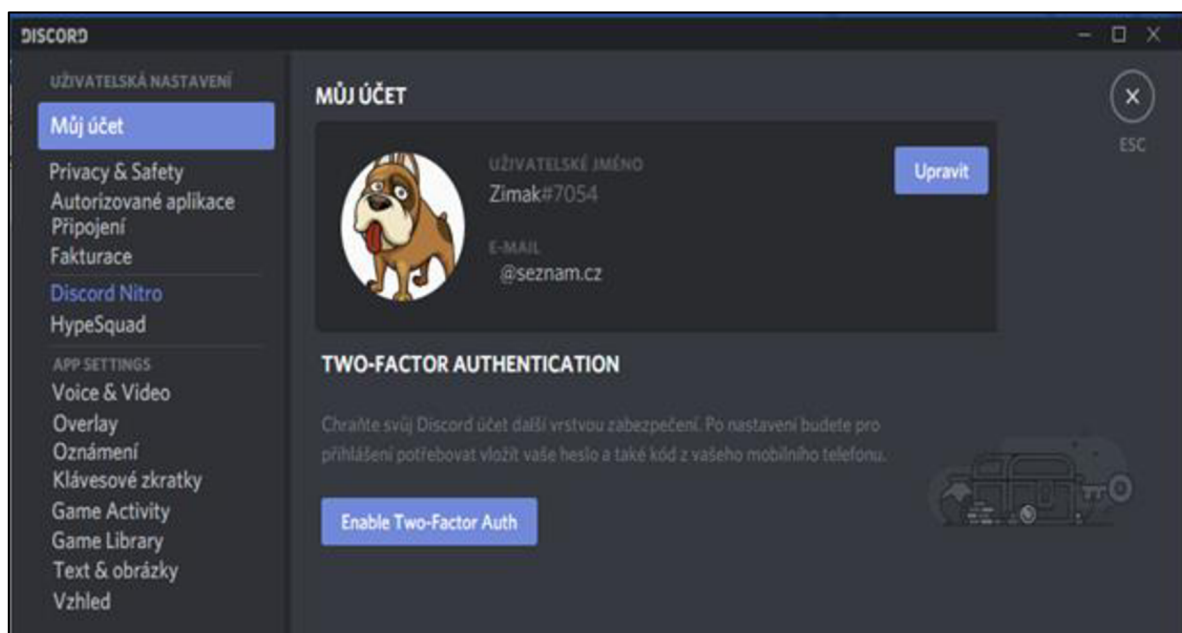 DISCORD
UŽIVATELSKÁ NASTAVENÍ
Můj účet
Privacy & Safety
Autorizované aplikace
Připojení
Fakturace
Discord Nitro
HypeSquad
APP SETTINGS
Voice & Video
Overlay
Oznámení
Klávesové zkratky
Game Activity
Game Library
Text & obrázky
Vzhled
MŮJ ÚČET
UŽIVATELSKÉ JMÉNO
Zimak#7054
E-MAIL
@seznam.cz
Upravit
ESC
TWO-FACTOR AUTHENTICATION
Chraňte svůj Discord účet další vrstvou zabezpečení. Po nastavení budete pro
přihlášení potřebovat vložit vaše heslo a také kód z vašeho mobilního telefonu.
Enable Two-Factor Auth